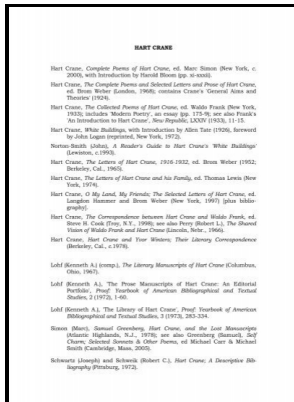 HART CRANE
Hart Crane, Complete Poems of Hart Crane, ed. Marc Simon (New York, c.
2000), with Introduction by Harold Bloom (pp. xi-xxxii).
Hart Crane, The Complete Poems and Selected Letters and Prose of Hart Crane,
ed. Brom Weber (London, 1968); contains Crane's 'General Aims and
Theories' (1924).
Hart Crane, The Collected Poems of Hart Crane, ed. Waldo Frank (New York,
1933); includes 'Modern Poetry', an essay (pp. 175-9); see also Frank's
'An Introduction to Hart Crane', New Republic, LXXIV (1933), 11-15.
Hart Crane, White Buildings, with Introduction by Allen Tate (1926), foreword
by John Logan (reprinted, New York, 1972).
Norton-Smith (John), A Reader's Guide to Hart Crane's 'White Buildings'
(Lewiston, c.1993).
Hart Crane, The Letters of Hart Crane, 1916-1932, ed. Brom Weber (1952;
Berkeley, Cal., 1965).
Hart Crane, The Letters of Hart Crane and his Family, ed. Thomas Lewis (New
York, 1974).
Hart Crane, O My Land, My Friends; The Selected Letters of Hart Crane, ed.
Langdon Hammer and Brom Weber (New York, 1997) [plus biblio-
graphy].
Hart Crane, The Correspondence between Hart Crane and Waldo Frank, ed.
Steve H. Cook (Troy, N.Y., 1998); see also Perry (Robert L.), The Shared
Vision of Waldo Frank and Hart Crane (Lincoln, Nebr., 1966).
Hart Crane, Hart Crane and Yvor Winters; Their Literary Correspondence
(Berkeley, Cal., c.1978).
Lohf (Kenneth A.) (comp.), The Literary Manuscripts of Hart Crane (Columbus,
Ohio, 1967).
Lohf (Kenneth A.), 'The Prose Manuscripts of Hart Crane: An Editorial
Portfolio', Proof: Yearbook of American Bibliographical and Textual
Studies, 2 (1972), 1-60.
Lohf (Kenneth A.), 'The Library of Hart Crane', Proof: Yearbook of American
Bibliographical and Textual Studies, 3 (1973), 283-334.
Simon (Marc), Samuel Greenberg, Hart Crane, and the Lost Manuscripts
(Atlantic Highlands, N.J., 1978; see also Greenberg (Samuel), Self
Charm: Selected Sonnets & Other Poems, ed Michael Carr & Michael
Smith (Cambridge, Mass, 2005).
Schwartz (Joseph) and Schweik (Robert C.), Hart Crane; A Descriptive Bib-
liography (Pittsburg, 1972).